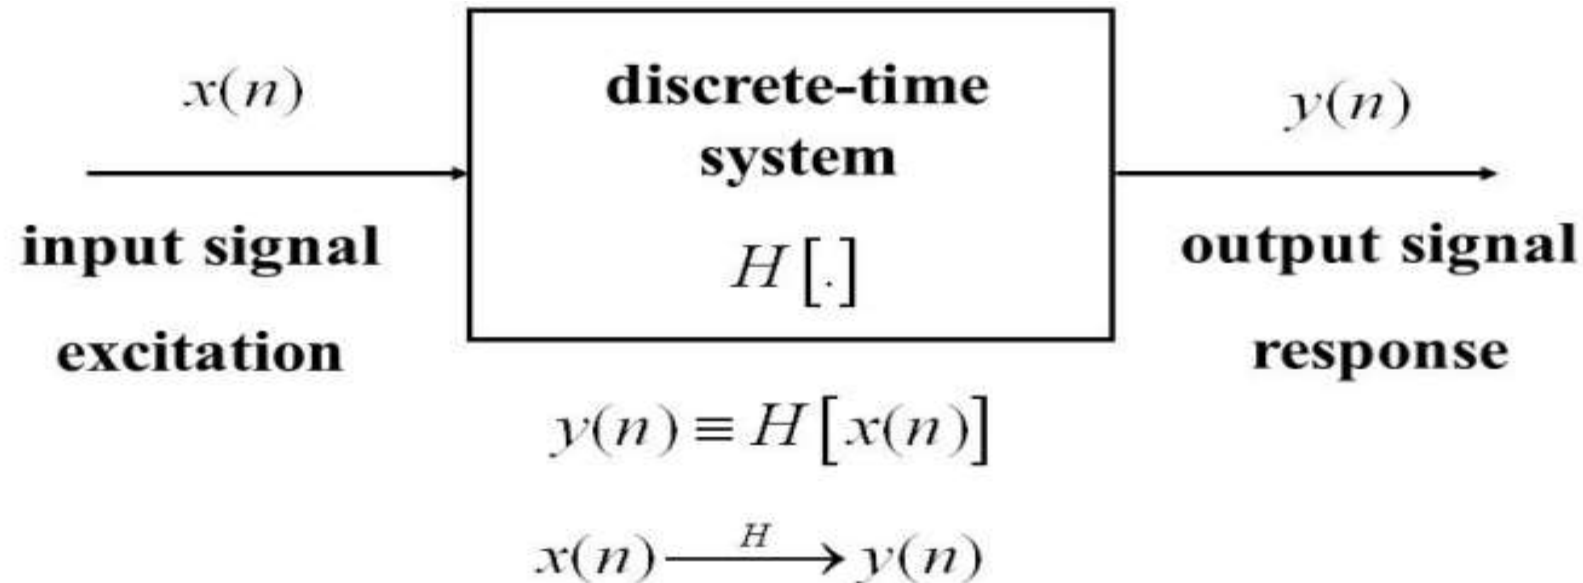 x(n)
input signal
excitation
discrete-time
system
H[.]
y(n)
output signal
response
y(n) ≡ H[x(n)]
x(n) —H→ y(n)